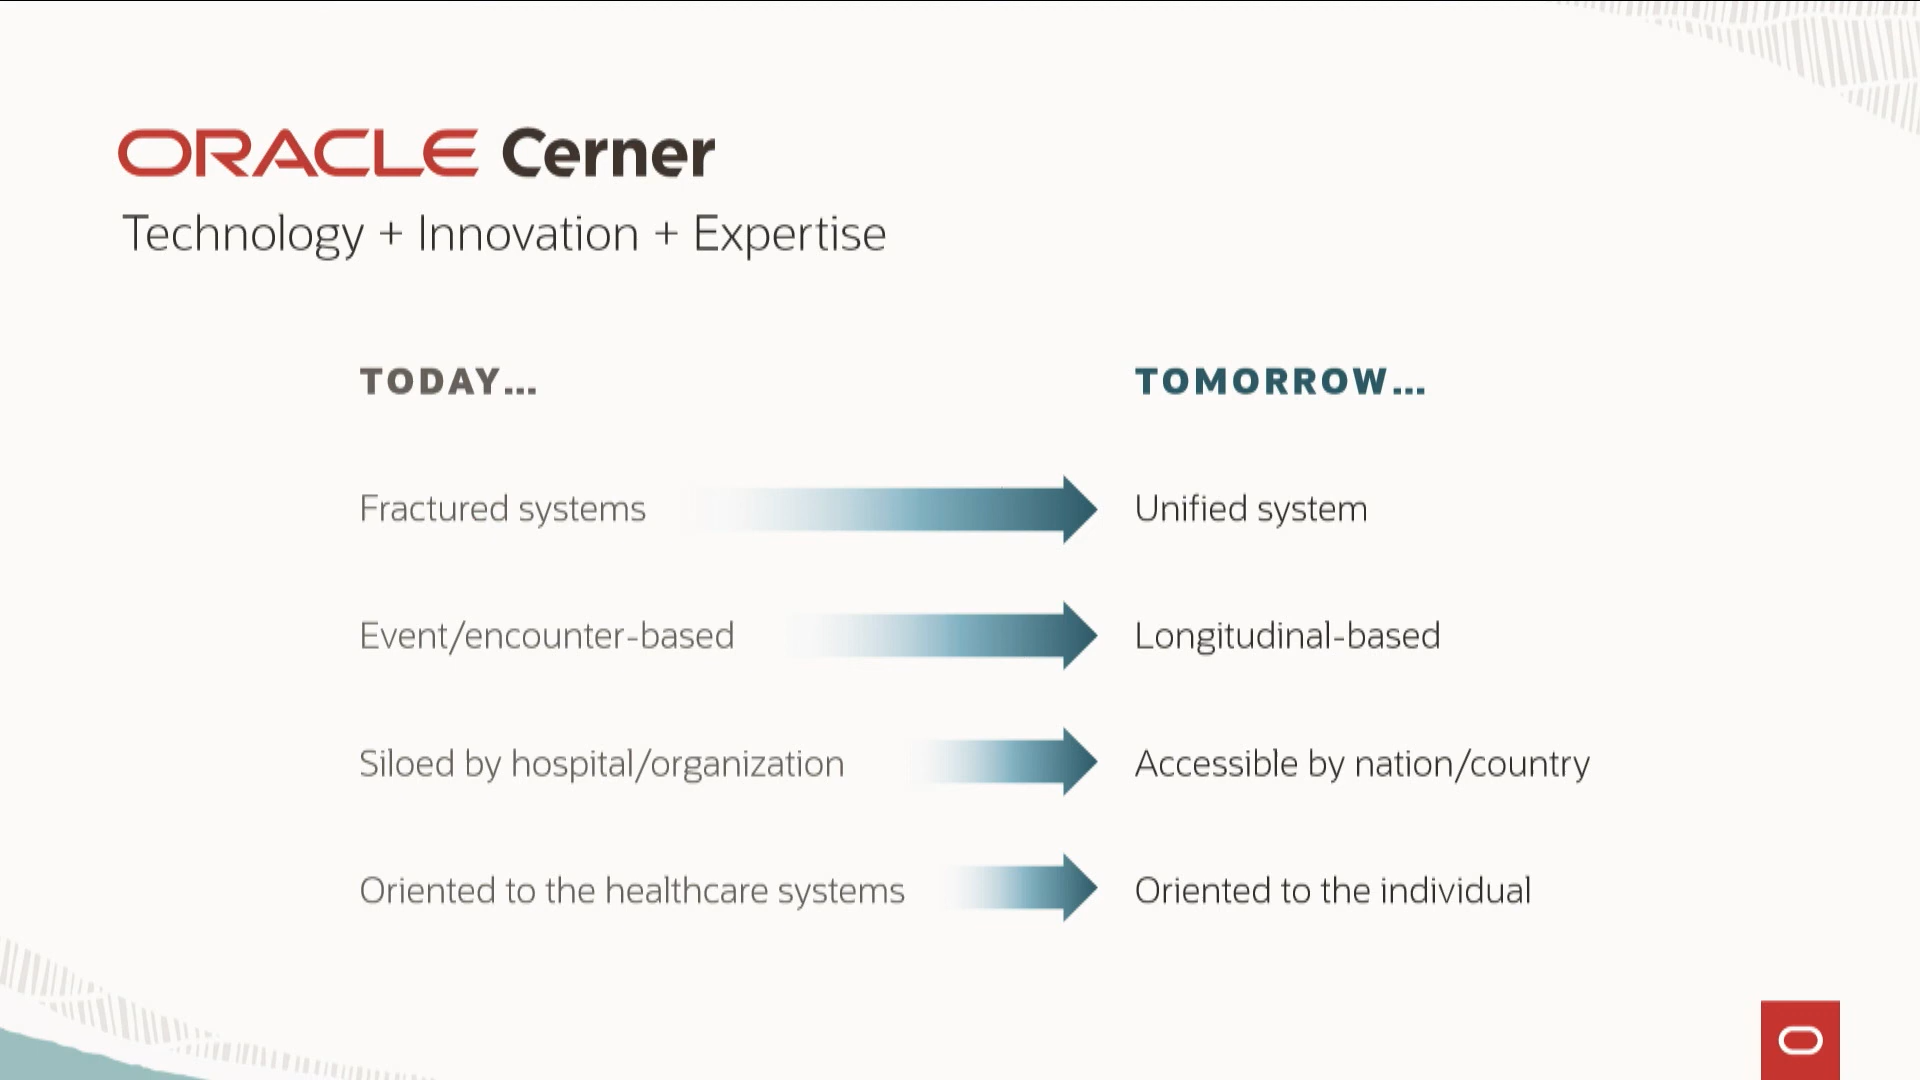 ORACLE Cerner
Technology + Innovation + Expertise
TODAY... TOMORROW...
Fractured systems Unified system
Event/encounter-based Longitudinal-based
Siloed by hospital/organization Accessible by nation/country
Oriented to the healthcare systems Oriented to the individual